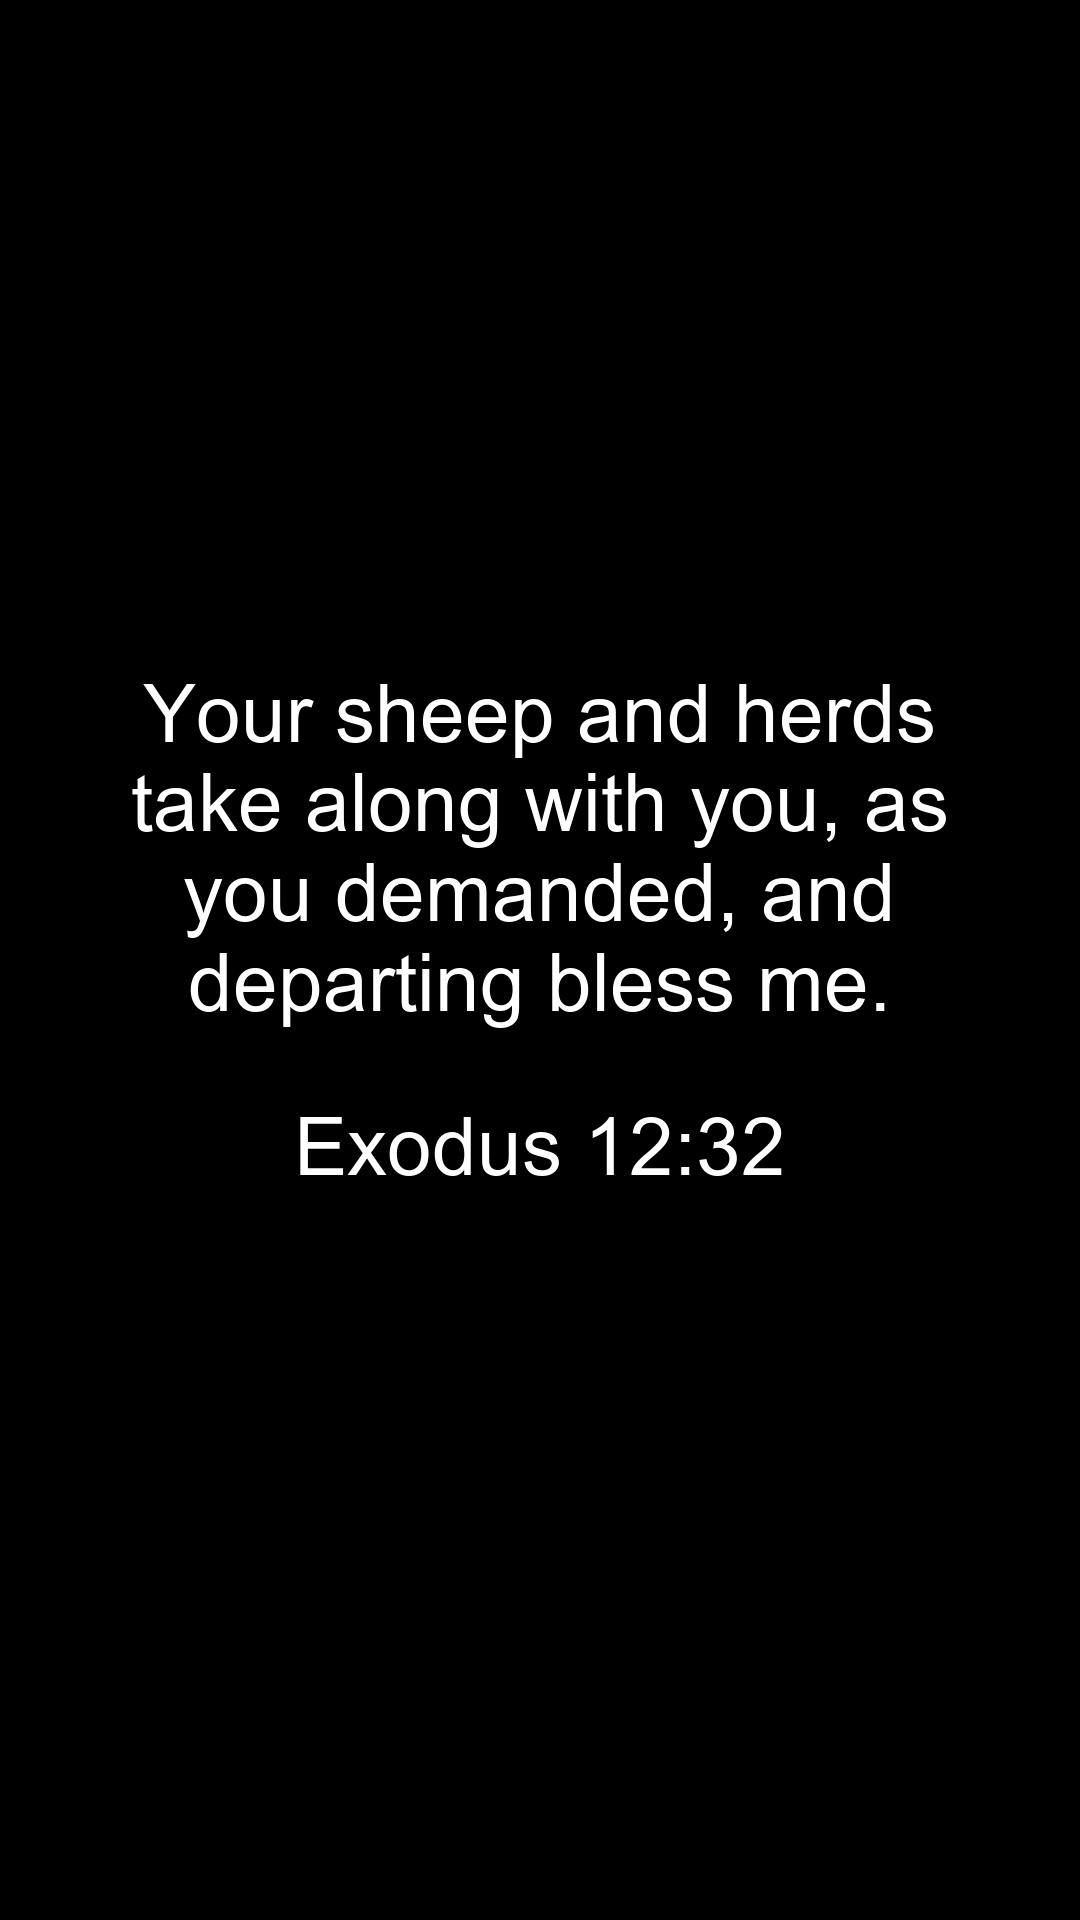 Your sheep and herds
take along with you, as
you demanded, and
departing bless me.
Exodus 12:32